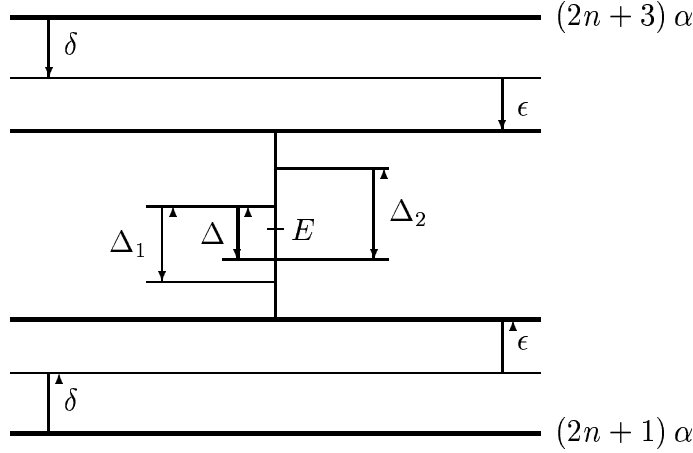 (2n + 3) α
δ
ϵ
Δ₂
Δ E
Δ₁
ϵ
δ
(2n + 1) α